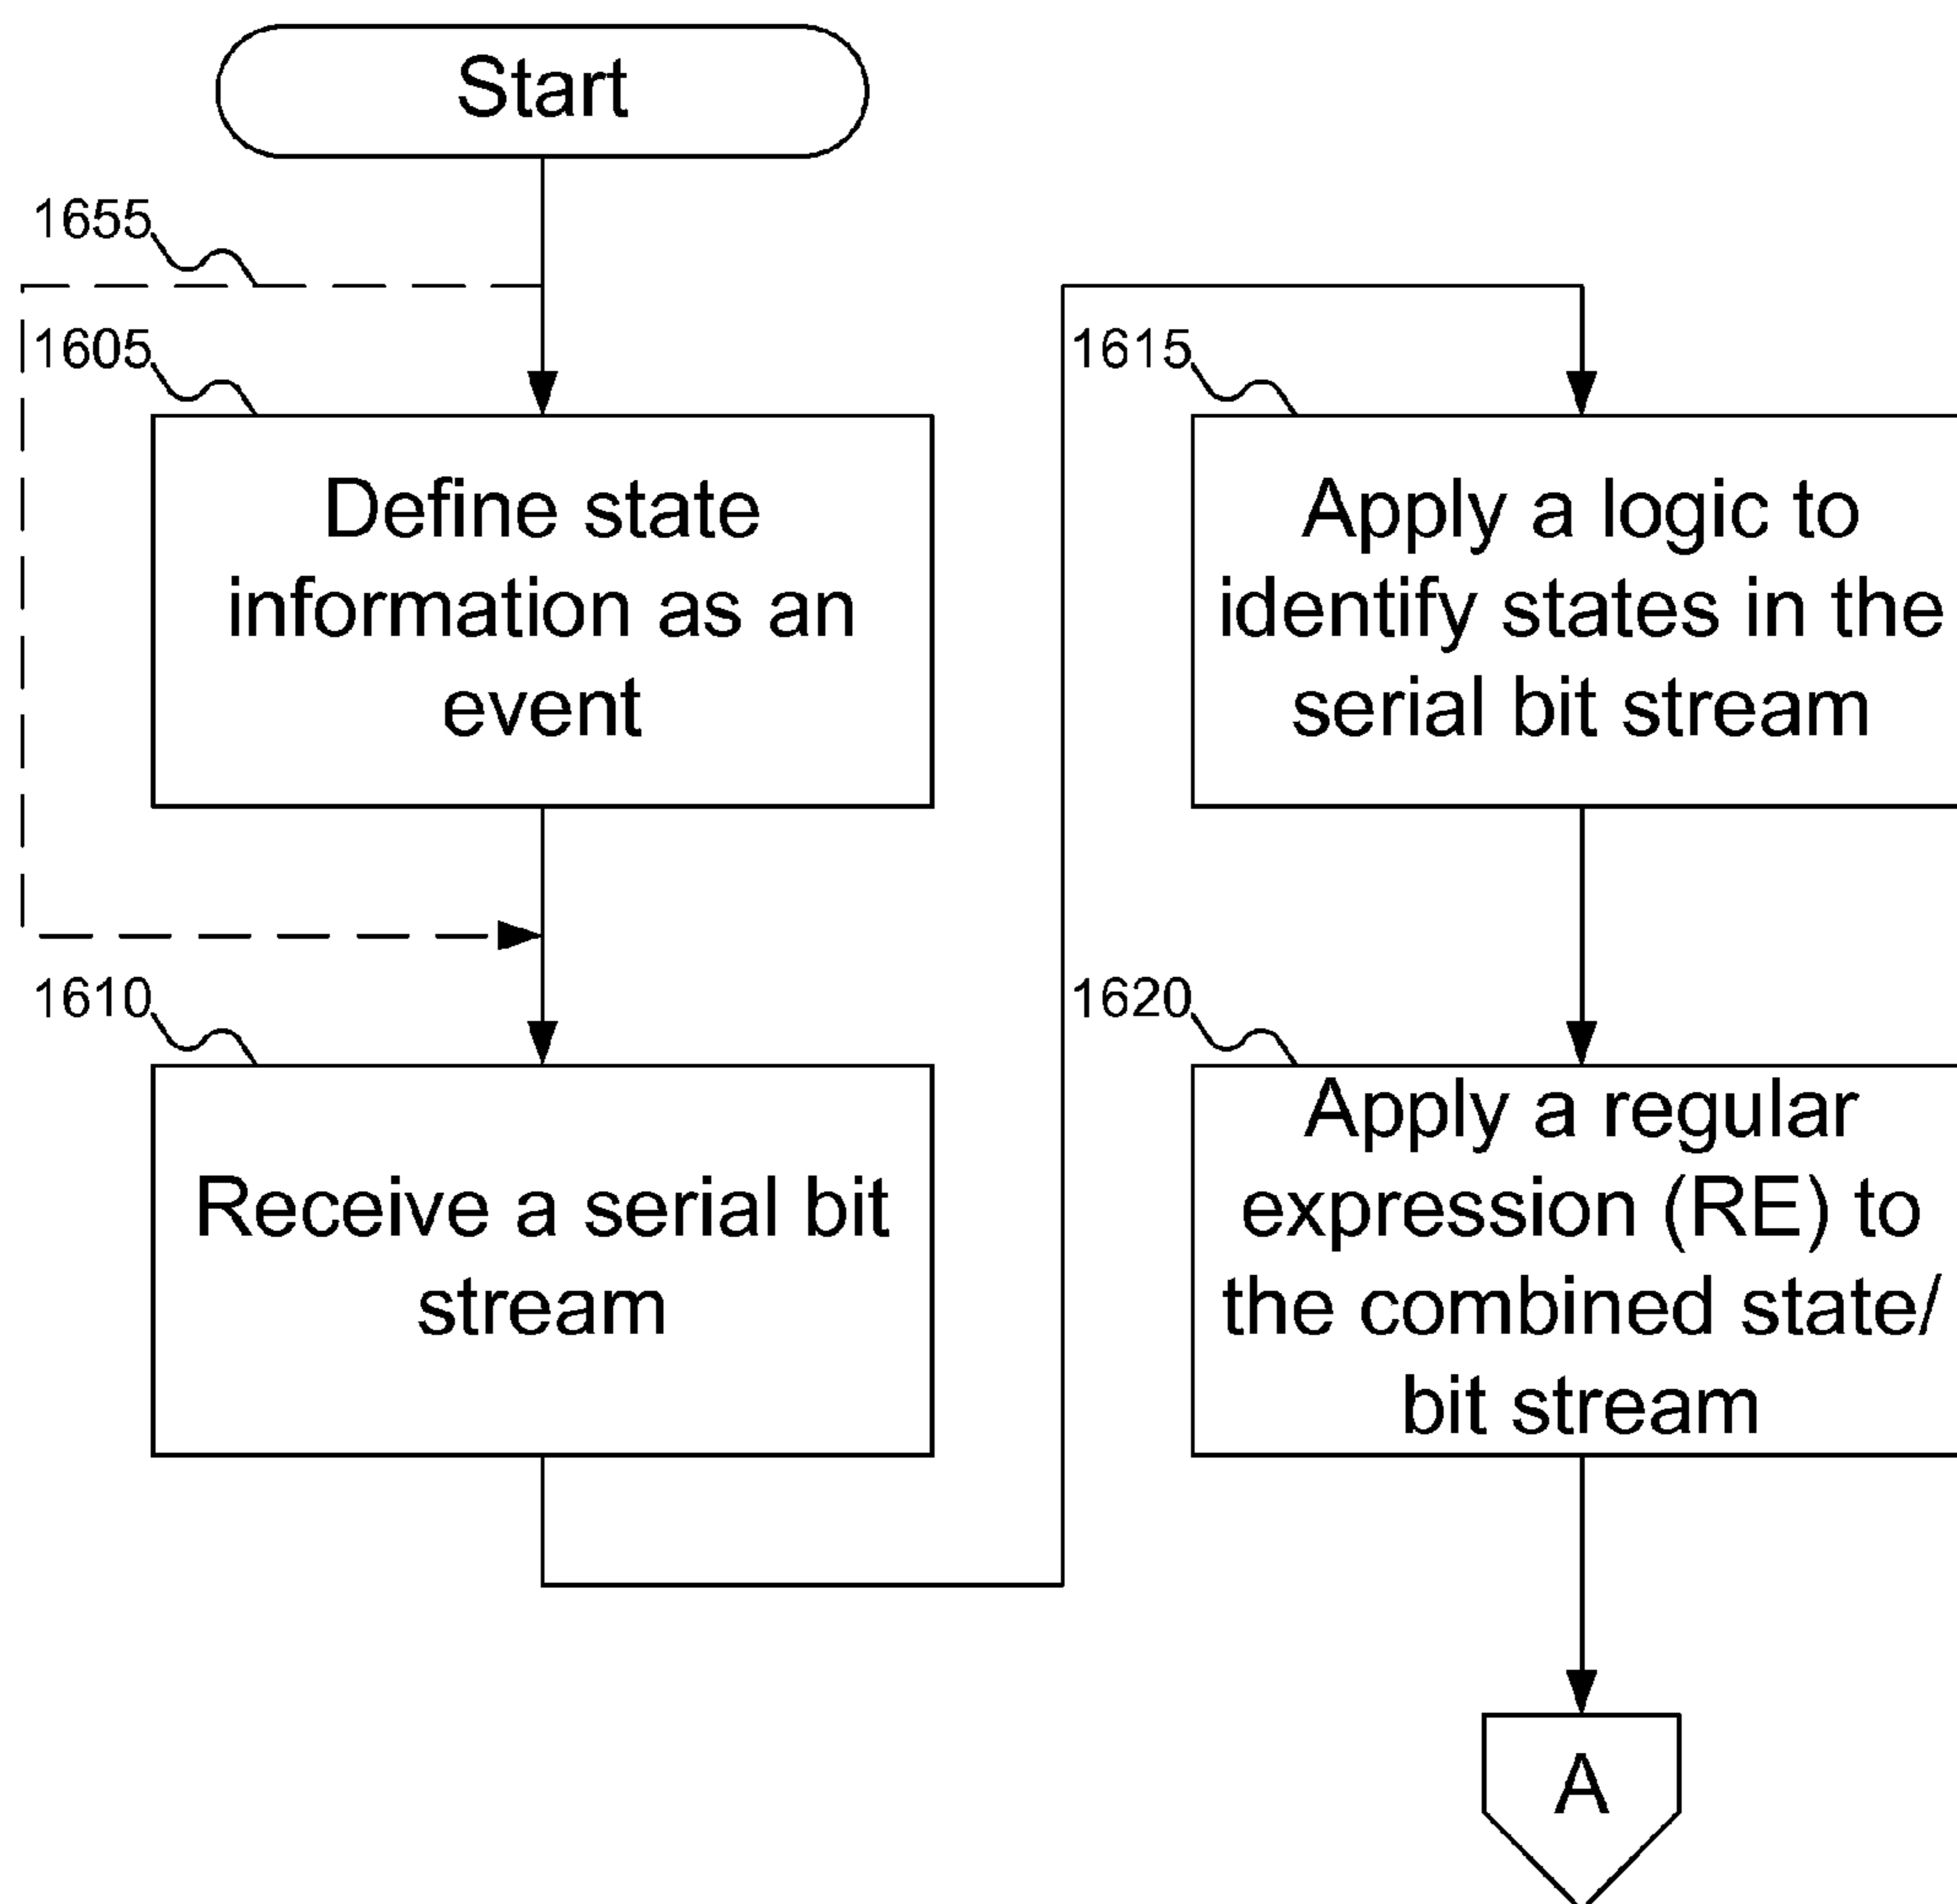 Start
1655
1605
Define state
information as an
event
1610
Receive a serial bit
stream
1615
Apply a logic to
identify states in the
serial bit stream
1620
Apply a regular
expression (RE) to
the combined state/
bit stream
A